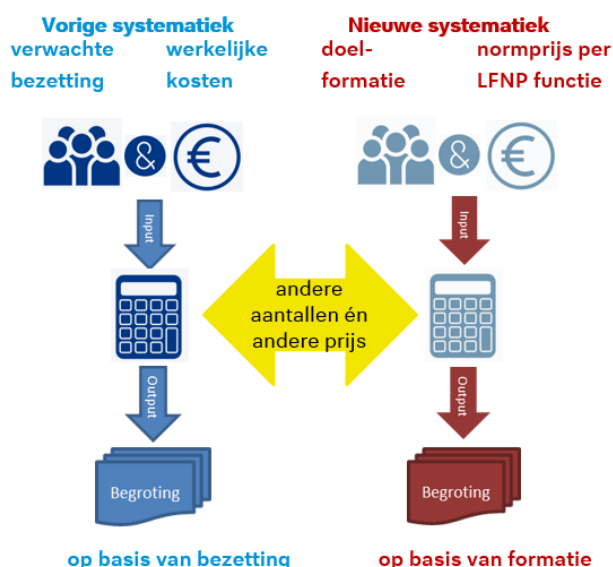 Vorige systematiek
verwachte werkelijke
bezetting kosten
&
€
Input
Output
Begroting
op basis van bezetting
andere
aantallen én
andere prijs
Nieuwe systematiek
doel- normprijs per
formatie LFNP functie
&
€
Input
Output
Begroting
op basis van formatie